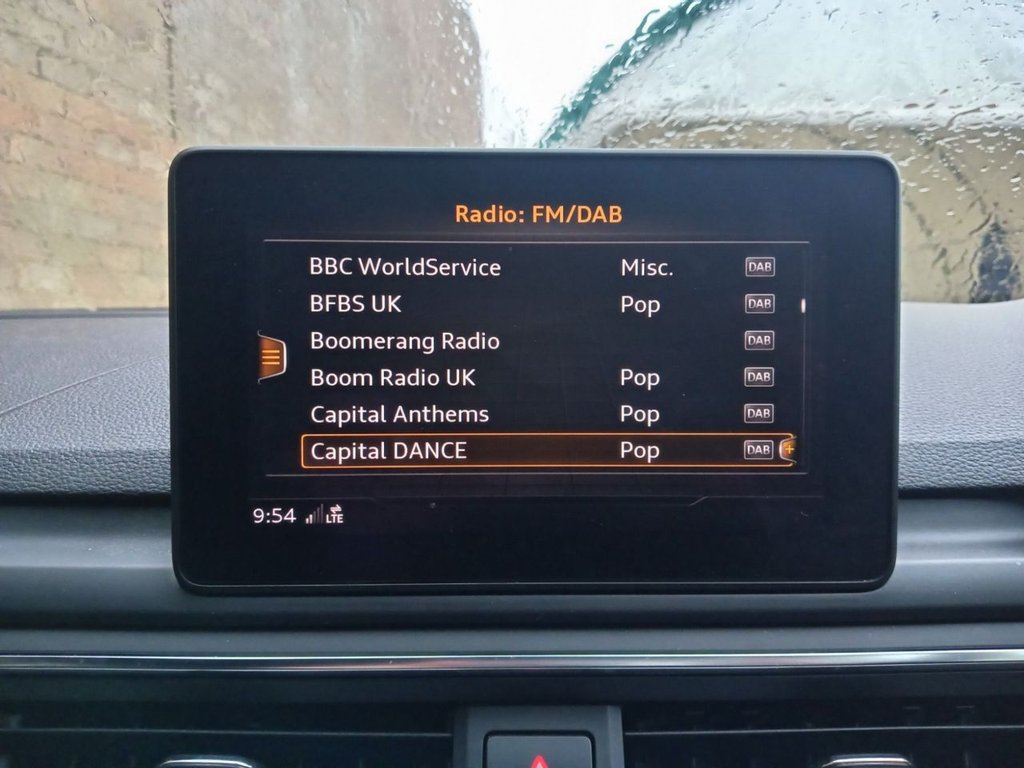 Radio: FM/DAB
BBC WorldService Misc. DAB
BFBS UK Pop DAB
Boomerang Radio DAB
Boom Radio UK Pop DAB
Capital Anthems Pop DAB
Capital DANCE Pop DAB +
9:54 LTE